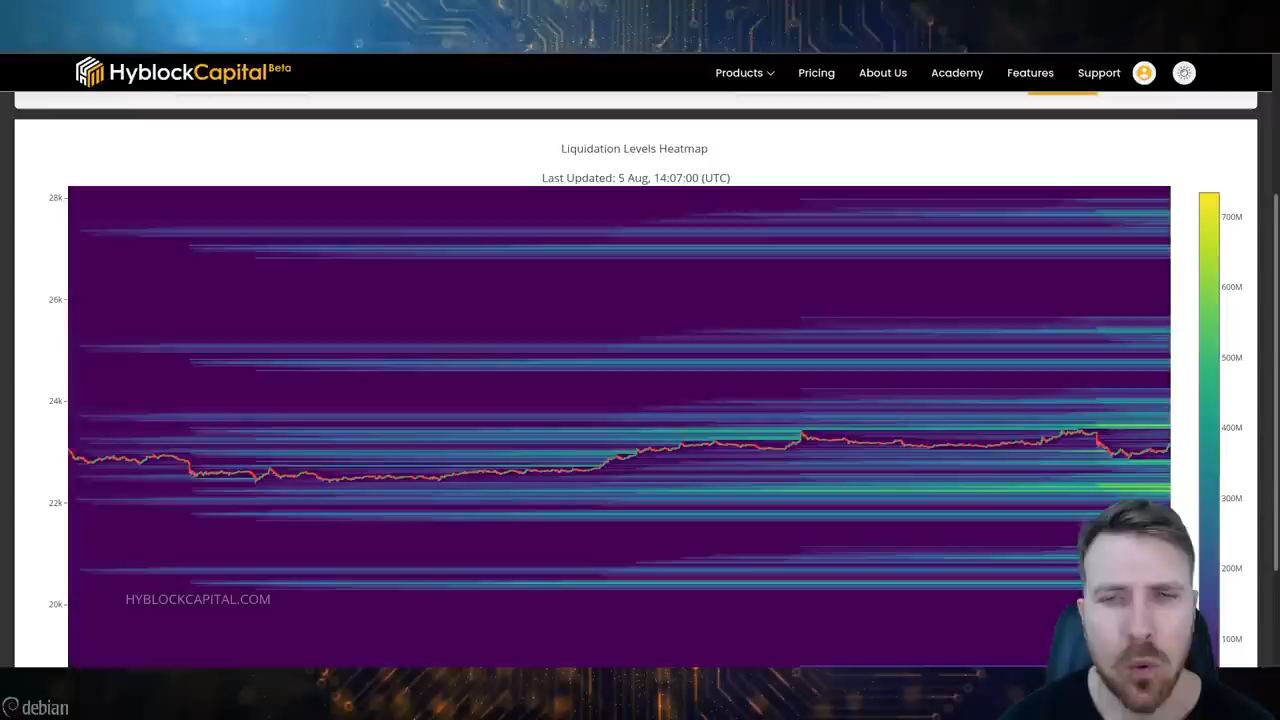 HyblockCapital Beta
Products Pricing About Us Academy Features Support
Liquidation Levels Heatmap
Last Updated: 5 Aug, 14:07:00 (UTC)
28k
26k
24k
22k
20k
700M
600M
500M
400M
300M
200M
100M
HYBLOCKCAPITAL.COM
debian